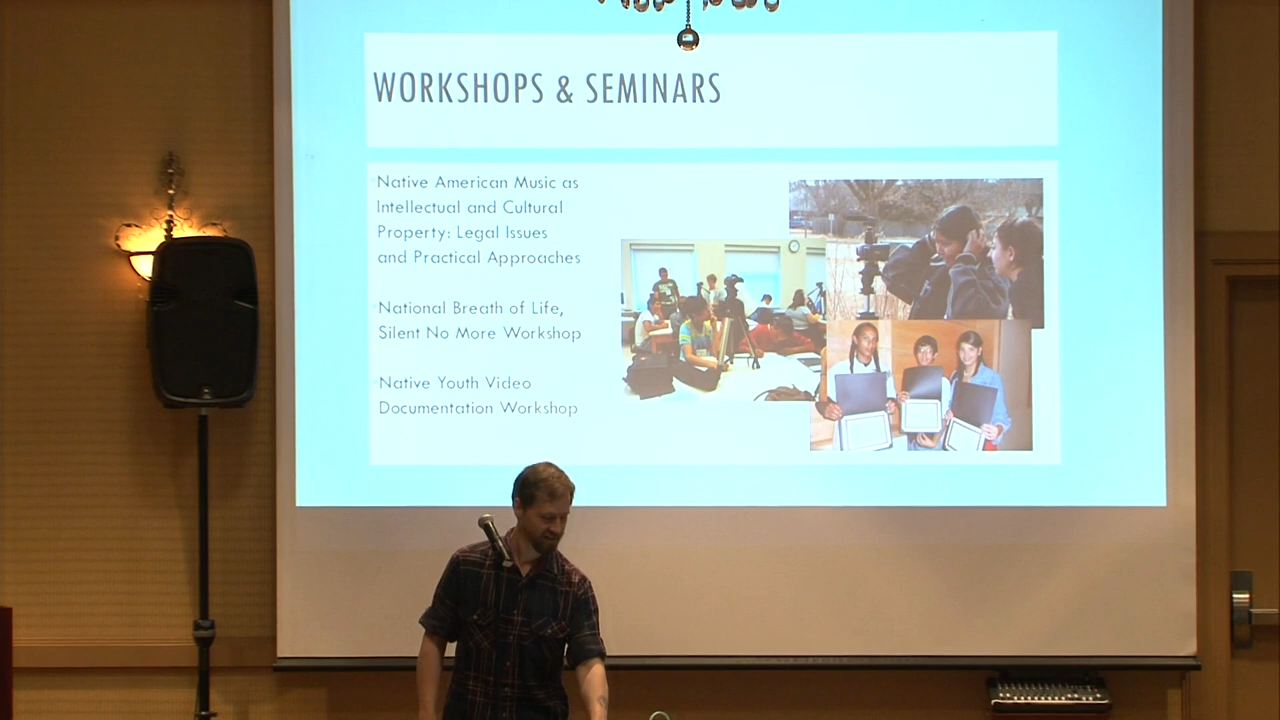 WORKSHOPS & SEMINARS
Native American Music as
Intellectual and Cultural
Property: Legal Issues
and Practical Approaches
National Breath of Life,
Silent No More Workshop
Native Youth Video
Documentation Workshop